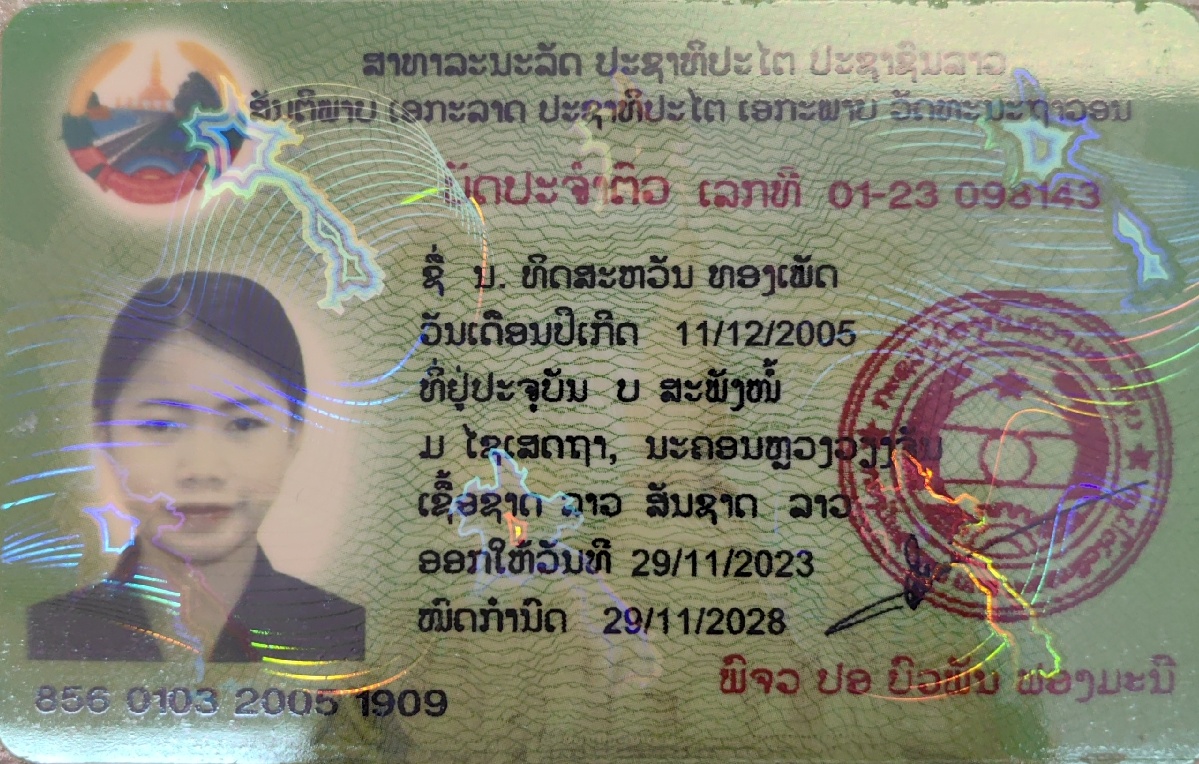 ສາທາລະນະລັດ ປະຊາທິປະໄຕ ປະຊາຊົນລາວ
ສັນຕິພາບ ເອກະລາດ ປະຊາທິປະໄຕ ເອກະພາບ ວັດທະນະຖາວອນ
ບັດປະຈຳຕົວ ເລກທີ 01-23 098143
ຊື່ ນ. ທິດສະຫວັນ ທອງເພັດ
ວັນເດືອນປີເກີດ 11/12/2005
ທີ່ຢູ່ປະຈຸບັນ ບ ສະພັງໝໍ້
ມ ໄຊເສດຖາ, ນະຄອນຫຼວງວຽງຈັນ
ເຊື້ອຊາດ ລາວ ສັນຊາດ ລາວ
ອອກໃຫ້ວັນທີ 29/11/2023
ໝົດກຳນົດ 29/11/2028
ພົຈວ ປອ ບົວພັນ ຟອງມະນີ
856 0103 2005 1909